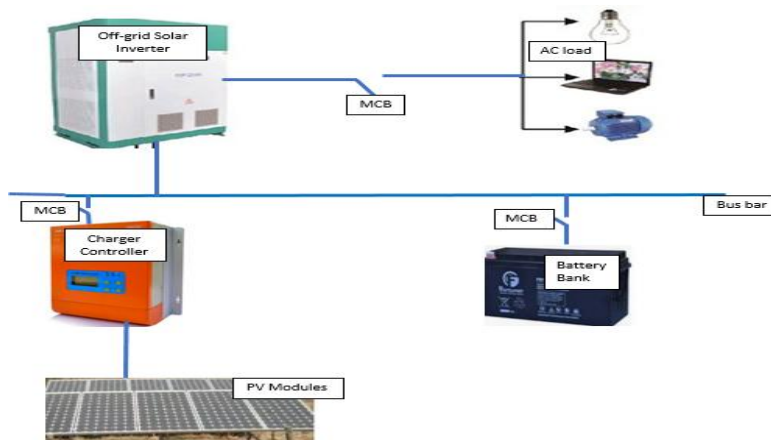 Off-grid Solar
Inverter
AC load
MCB
Bus bar
MCB
MCB
Charger
Controller
Battery
Bank
PV Modules